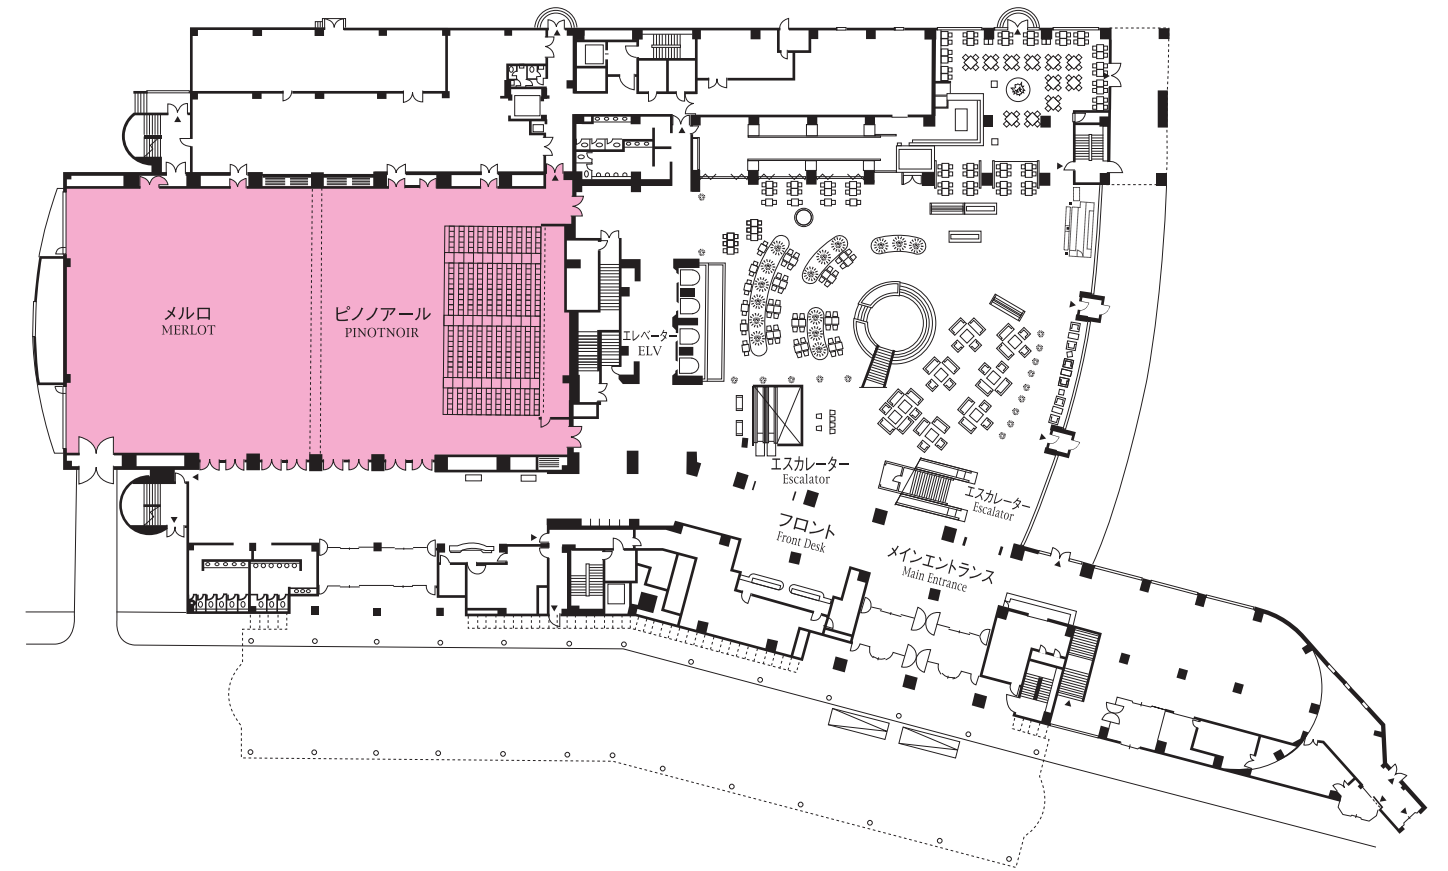 メルロ
MERLOT
ピノノアール
PINOTNOIR
エレベーター
ELV
エスカレーター
Escalator
エスカレーター
Escalator
フロント
Front Desk
メインエントランス
Main Entrance